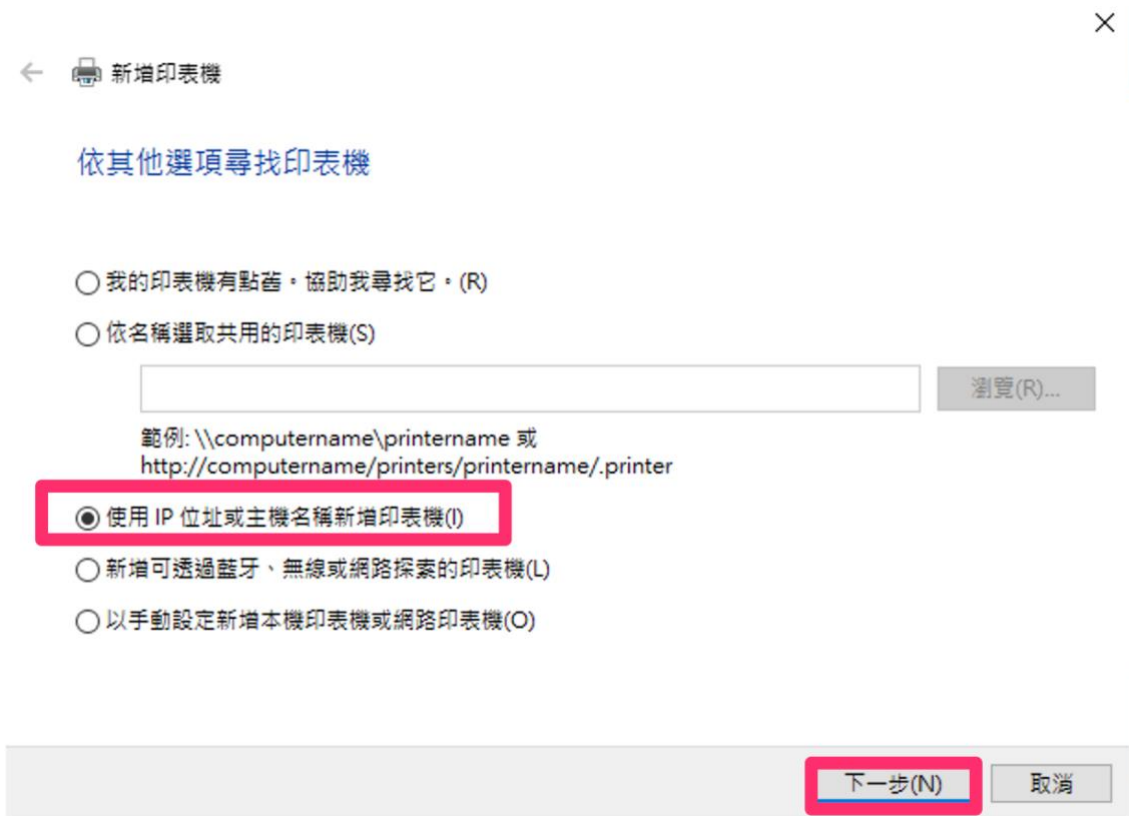 新增印表機
依其他選項尋找印表機
我的印表機有點舊。協助我尋找它。(R)
依名稱選取共用的印表機(S)
瀏覽(R)...
範例: \\computername\printername 或
http://computername/printers/printername/.printer
使用 IP 位址或主機名稱新增印表機(I)
新增可透過藍牙、無線或網路探索的印表機(L)
以手動設定新增本機印表機或網路印表機(O)
下一步(N)
取消